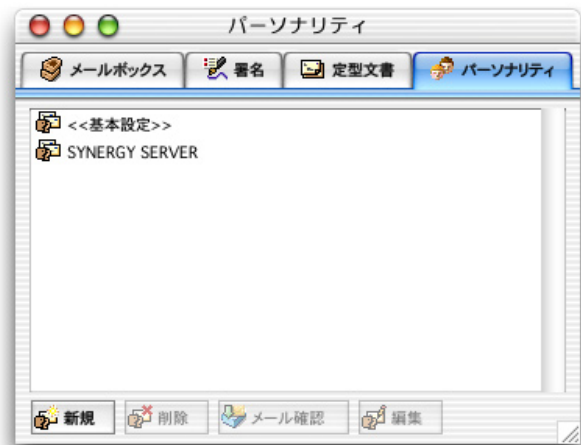 パーソナリティ
メールボックス 署名 定型文書 パーソナリティ
<<基本設定>>
SYNERGY SERVER
新規 削除 メール確認 編集